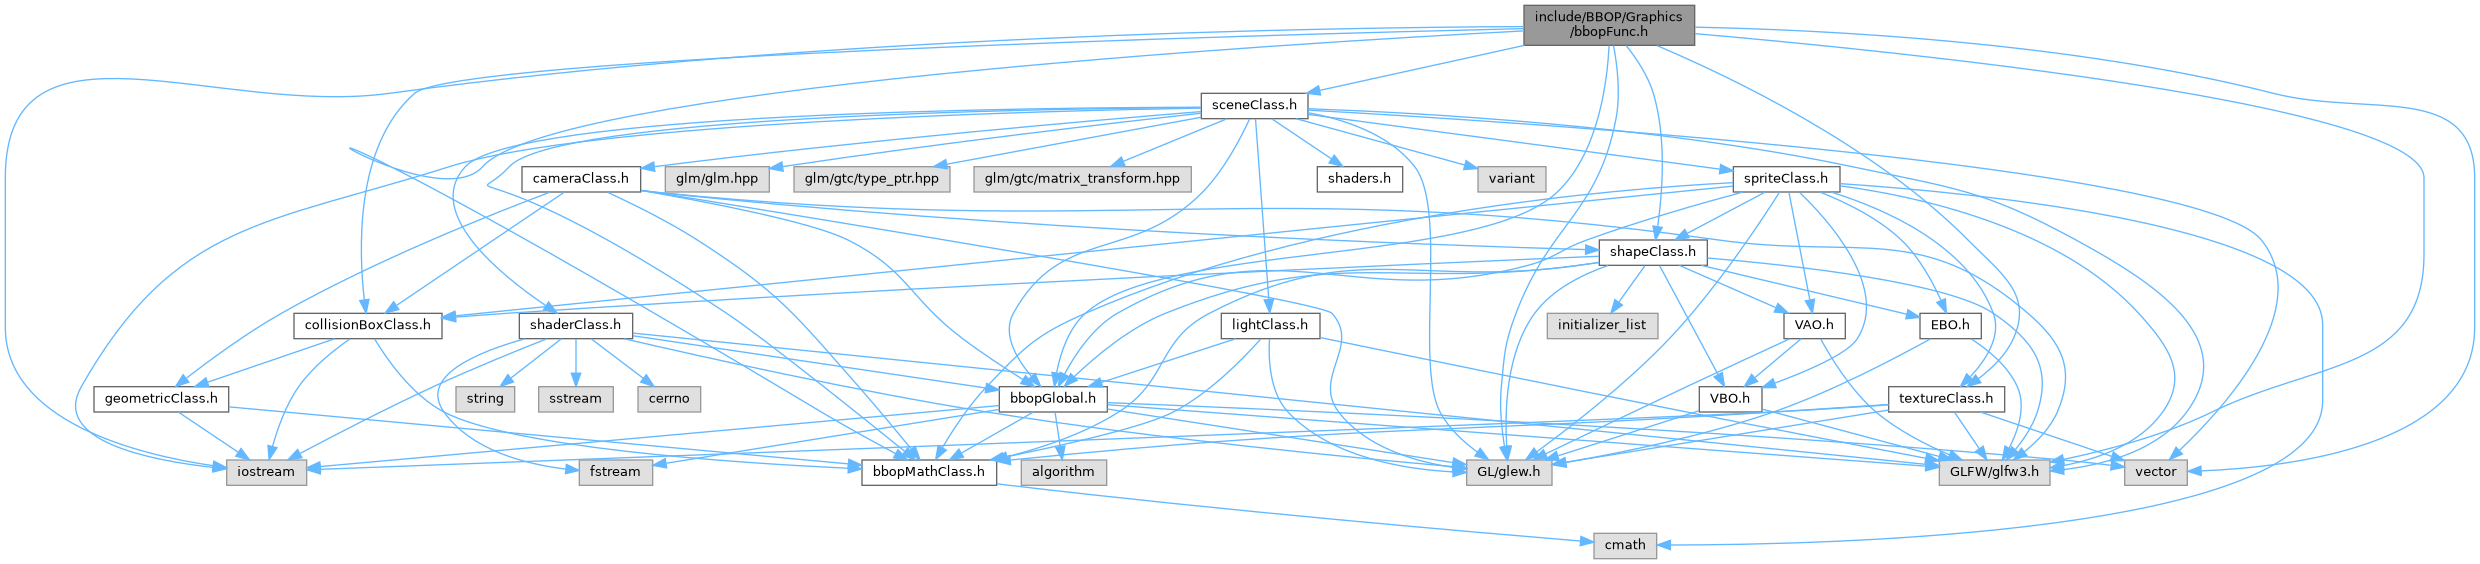 include/BBOP/Graphics
/bbopFunc.h
sceneClass.h
cameraClass.h
glm/glm.hpp
glm/gtc/type_ptr.hpp
glm/gtc/matrix_transform.hpp
shaders.h
variant
spriteClass.h
shapeClass.h
collisionBoxClass.h
shaderClass.h
lightClass.h
initializer_list
VAO.h
EBO.h
geometricClass.h
string
sstream
cerrno
bbopGlobal.h
VBO.h
textureClass.h
iostream
fstream
bbopMathClass.h
algorithm
GL/glew.h
GLFW/glfw3.h
vector
cmath